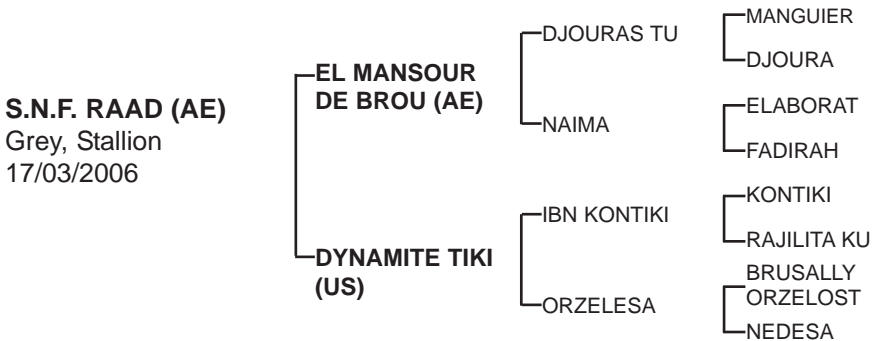 S.N.F. RAAD (AE)
Grey, Stallion
17/03/2006
EL MANSOUR
DE BROU (AE)
DYNAMITE TIKI
(US)
DJOURAS TU
NAIMA
IBN KONTIKI
ORZELESA
MANGUIER
DJOURA
ELABORAT
FADIRAH
KONTIKI
RAJILITA KU
BRUSALLY
ORZELOST
NEDESA